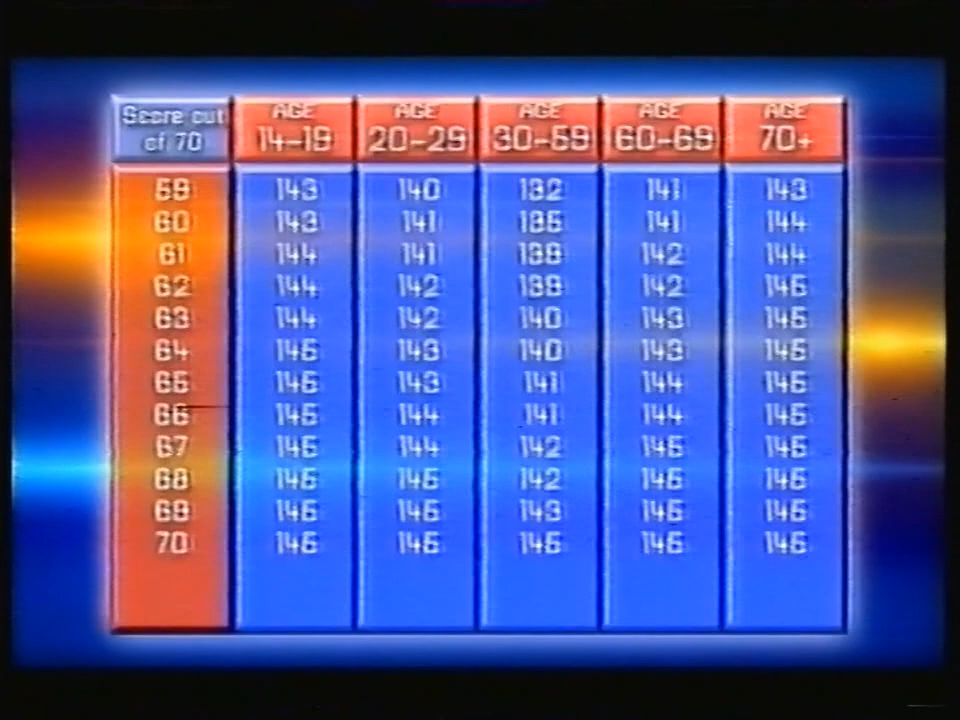 Score out of 70 AGE 14-19 AGE 20-29 AGE 30-59 AGE 60-69 AGE 70+
59 143 140 132 141 143
60 143 141 135 141 144
61 144 141 139 142 144
62 144 142 139 142 145
63 144 142 140 143 145
64 145 143 140 143 145
65 145 143 141 144 145
66 145 144 141 144 145
67 145 144 142 145 145
68 145 145 142 145 145
69 145 145 143 145 145
70 145 145 145 145 145